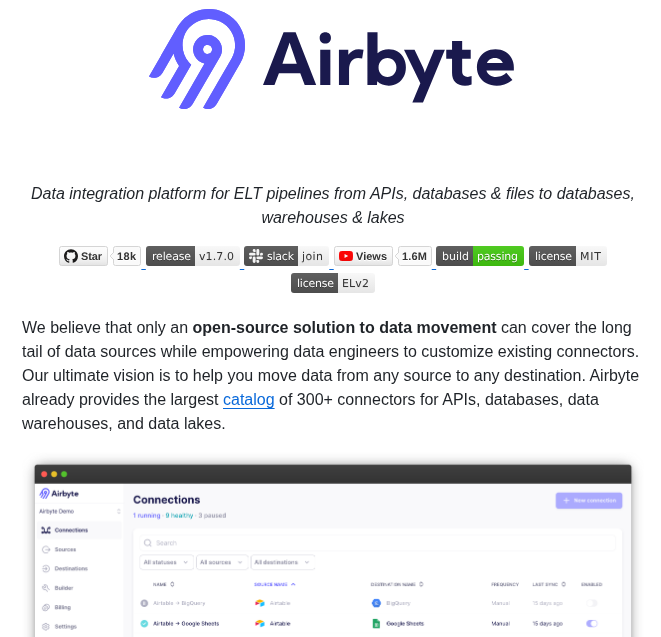 Airbyte
Data integration platform for ELT pipelines from APIs, databases & files to databases,
warehouses & lakes
Star 18k release v1.7.0 slack join Views 1.6M build passing license MIT
license ELv2
We believe that only an open-source solution to data movement can cover the long
tail of data sources while empowering data engineers to customize existing connectors.
Our ultimate vision is to help you move data from any source to any destination. Airbyte
already provides the largest catalog of 300+ connectors for APIs, databases, data
warehouses, and data lakes.
Airbyte
Connections
+ New connection
Airbyte Demo
1 running · 9 healthy · 3 paused
Connections
Search
Sources
All statuses All sources All destinations
Destinations
Builder
NAME SOURCE NAME DESTINATION NAME FREQUENCY LAST SYNC ENABLED
Billing
Airtable → BigQuery Airtable BigQuery Manual 15 days ago
Settings
Airtable → Google Sheets Airtable Google Sheets Manual 15 days ago